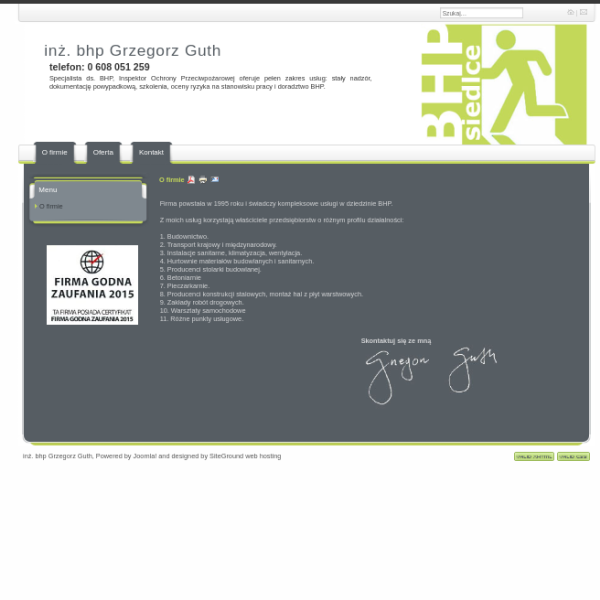 Szukaj...
inż. bhp Grzegorz Guth
telefon: 0 608 051 259
Specjalista ds. BHP, Inspektor Ochrony Przeciwpożarowej oferuje pełen zakres usług: stały nadzór,
dokumentację powypadkową, szkolenia, oceny ryzyka na stanowisku pracy i doradztwo BHP.
BHP
siedlce
O firmie
Oferta
Kontakt
Menu
O firmie
FIRMA GODNA
ZAUFANIA 2015
TA FIRMA POSIADA CERTYFIKAT
FIRMA GODNA ZAUFANIA 2015
O firmie
Firma powstała w 1995 roku i świadczy kompleksowe usługi w dziedzinie BHP.
Z moich usług korzystają właściciele przedsiębiorstw o różnym profilu działalności:
1. Budownictwo.
2. Transport krajowy i międzynarodowy.
3. Instalacje sanitarne, klimatyzacja, wentylacja.
4. Hurtownie materiałów budowlanych i sanitarnych.
5. Producenci stolarki budowlanej.
6. Betoniarnie
7. Pieczarkarnie.
8. Producenci konstrukcji stalowych, montaż hal z płyt warstwowych.
9. Zakłady robót drogowych.
10. Warsztaty samochodowe
11. Różne punkty usługowe.
Skontaktuj się ze mną
Grzegorz Guth
inż. bhp Grzegorz Guth, Powered by Joomla! and designed by SiteGround web hosting
VALID XHTML
VALID CSS